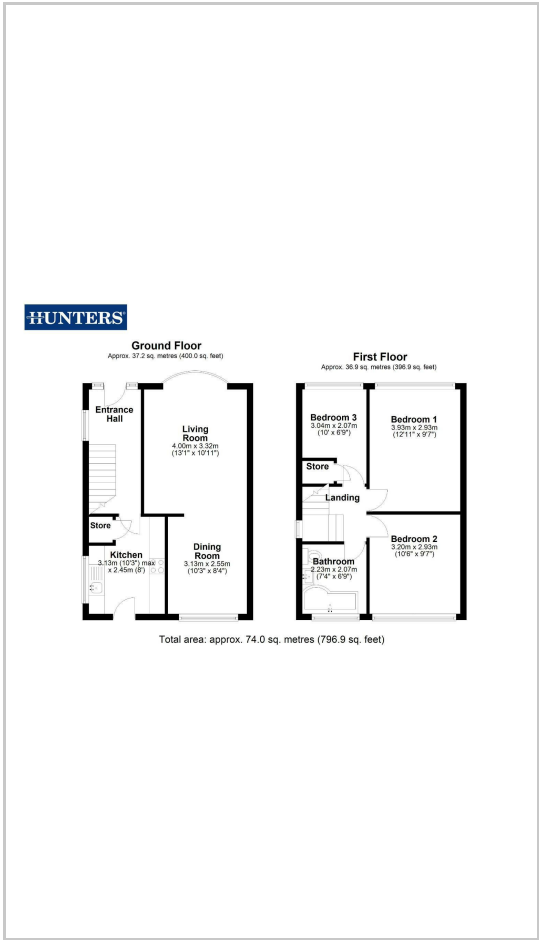 HUNTERS
Ground Floor
Approx. 37.2 sq. metres (400.0 sq. feet)
Entrance
Hall
Living
Room
4.00m x 3.32m
(13'1" x 10'11")
Store
Kitchen
3.13m (10'3") max
x 2.45m (8')
Dining
Room
3.13m x 2.55m
(10'3" x 8'4")
First Floor
Approx. 36.9 sq. metres (396.9 sq. feet)
Bedroom 3
3.04m x 2.07m
(10' x 6'9")
Bedroom 1
3.93m x 2.93m
(12'11" x 9'7")
Store
Landing
Bedroom 2
3.20m x 2.93m
(10'6" x 9'7")
Bathroom
2.23m x 2.07m
(7'4" x 6'9")
Total area: approx. 74.0 sq. metres (796.9 sq. feet)